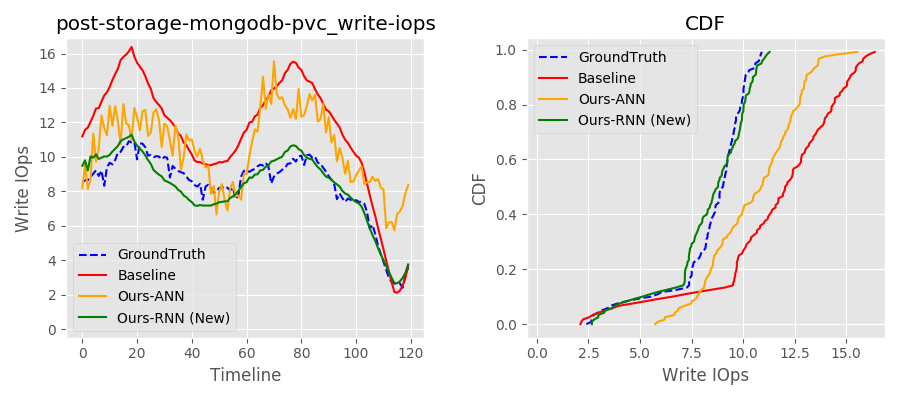 post-storage-mongodb-pvc_write-iops
Write IOps
16
14
12
10
8
6
4
2
0
GroundTruth
Baseline
Ours-ANN
Ours-RNN (New)
0 20 40 60 80 100 120
Timeline
CDF
CDF
1.0
0.8
0.6
0.4
0.2
0.0
GroundTruth
Baseline
Ours-ANN
Ours-RNN (New)
0.0 2.5 5.0 7.5 10.0 12.5 15.0
Write IOps